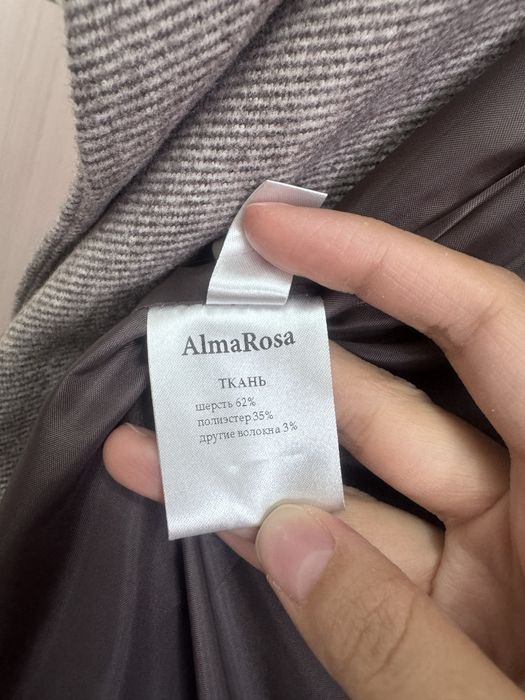 AlmaRosa
ТКАНЬ
шерсть 62%
полиэстер 35%
другие волокна 3%